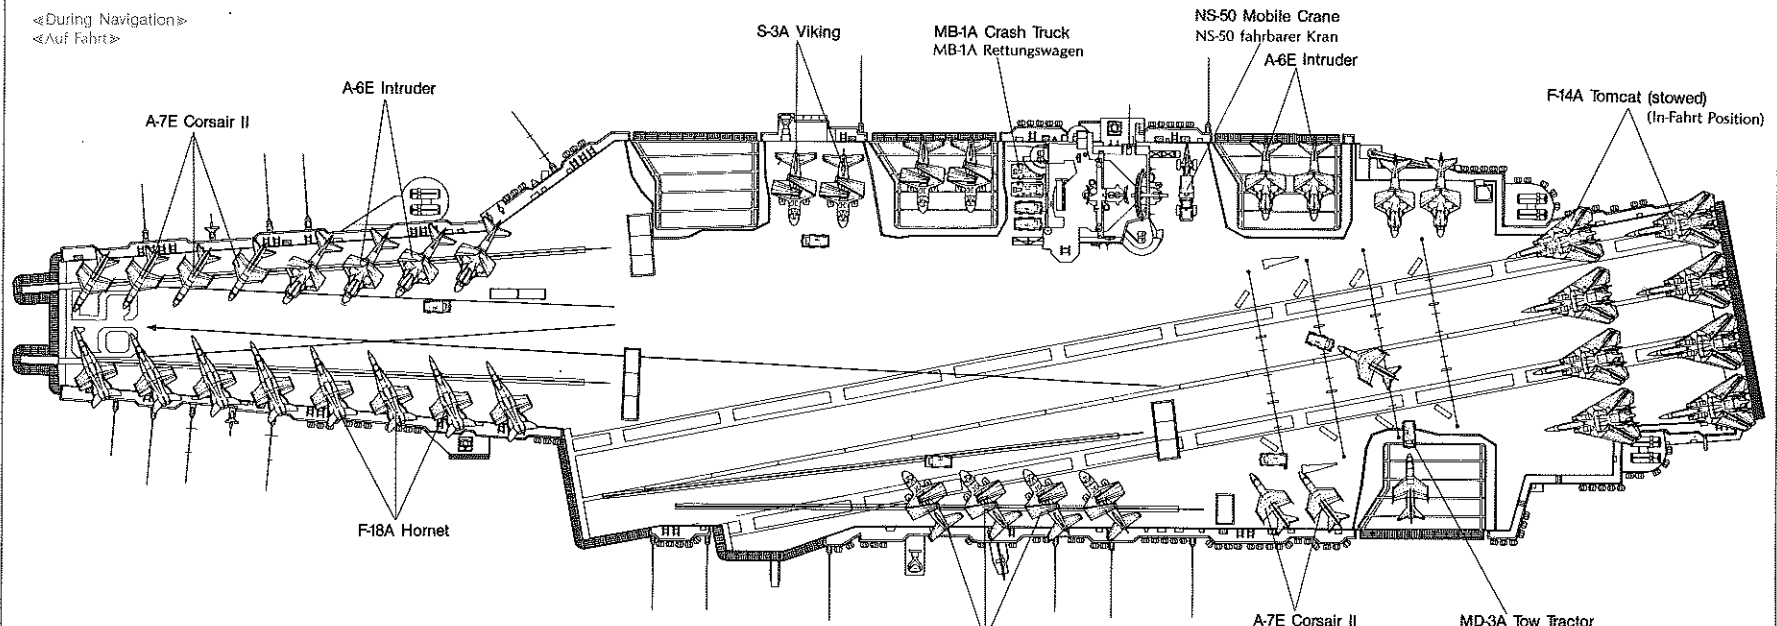 ≪During Navigation≫
≪Auf Fahrt≫
S-3A Viking
MB-1A Crash Truck
MB-1A Rettungswagen
NS-50 Mobile Crane
NS-50 fahrbarer Kran
A-6E Intruder
A-6E Intruder
A-7E Corsair II
F-14A Tomcat (stowed)
(In-Fahrt Position)
F-18A Hornet
A-7E Corsair II
MD-3A Tow Tractor